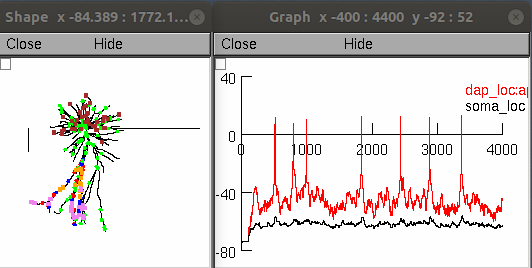 Shape x -84.389 : 1772.1...
Close Hide
Graph x -400 : 4400 y -92 : 52
Close Hide
40
dap_loc:a
soma_loc
0
0 1000 2000 3000 4000
-40
-80